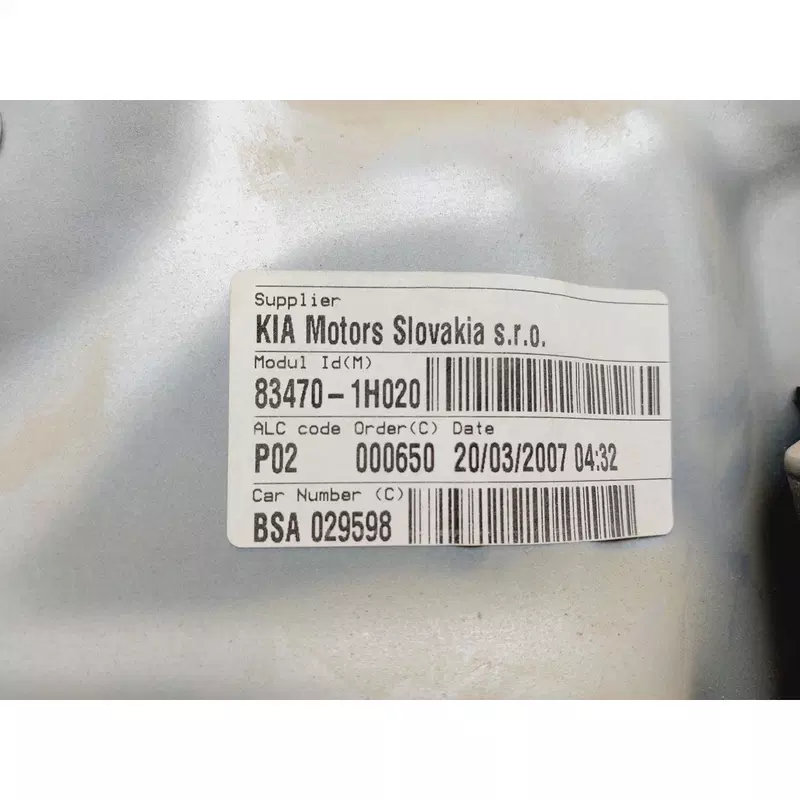 Supplier
KIA Motors Slovakia s.r.o.
Modul Id(M)
83470-1H020
ALC code Order(C) Date
P02 000650 20/03/2007 04:32
Car Number (C)
BSA 029598